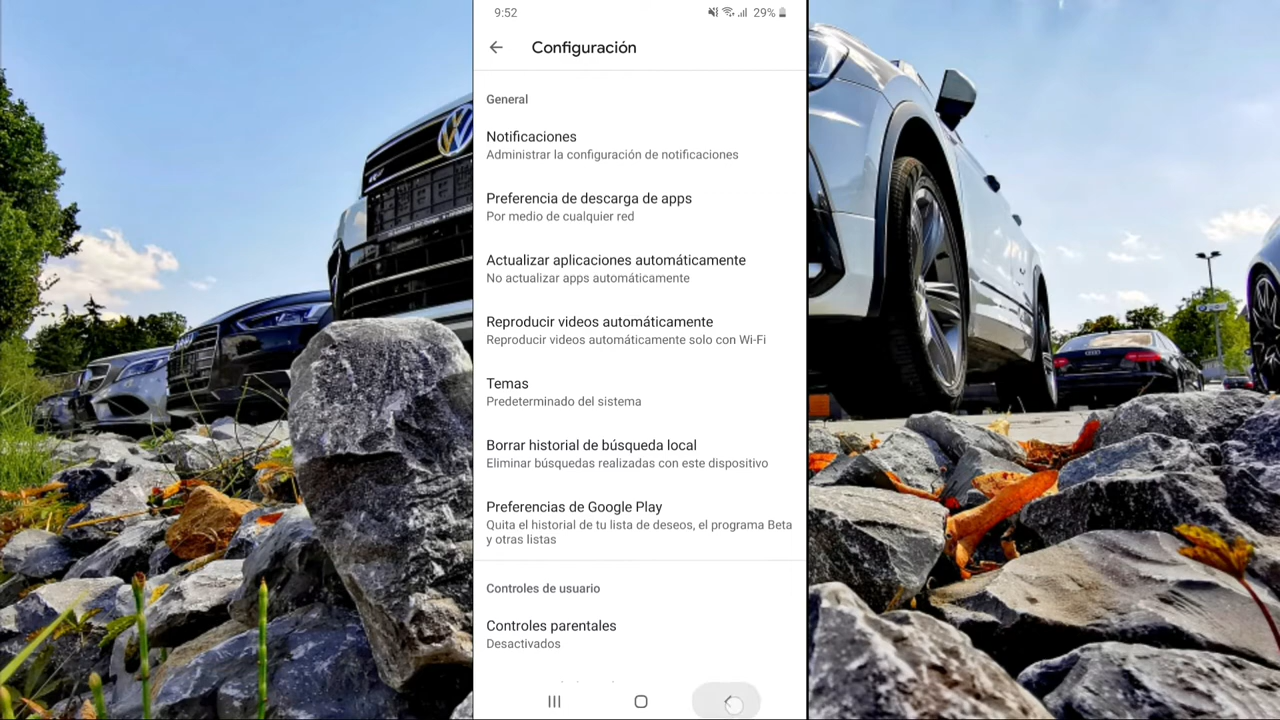 9:52
29%
Configuración
General
Notificaciones
Administrar la configuración de notificaciones
Preferencia de descarga de apps
Por medio de cualquier red
Actualizar aplicaciones automáticamente
No actualizar apps automáticamente
Reproducir videos automáticamente
Reproducir videos automáticamente solo con Wi-Fi
Temas
Predeterminado del sistema
Borrar historial de búsqueda local
Eliminar búsquedas realizadas con este dispositivo
Preferencias de Google Play
Quita el historial de tu lista de deseos, el programa Beta
y otras listas
Controles de usuario
Controles parentales
Desactivados